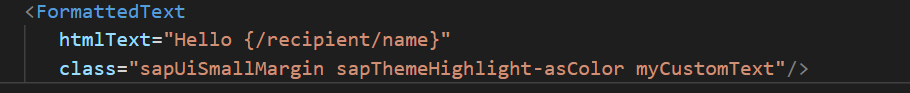 <FormattedText
htmlText="Hello {/recipient/name}"
class="sapUiSmallMargin sapThemeHighlight-asColor myCustomText"/>